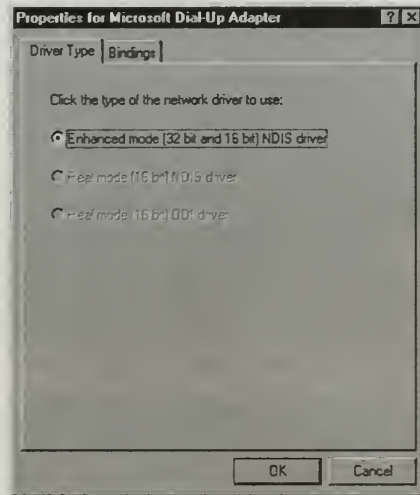 Properties for Microsoft Dial-Up Adapter
Driver Type
Bindings
Click the type of the network driver to use:
Enhanced mode (32 bit and 16 bit) NDIS driver
Real mode (16 bit) NDIS driver
Real mode (16 bit) ODI driver
OK
Cancel